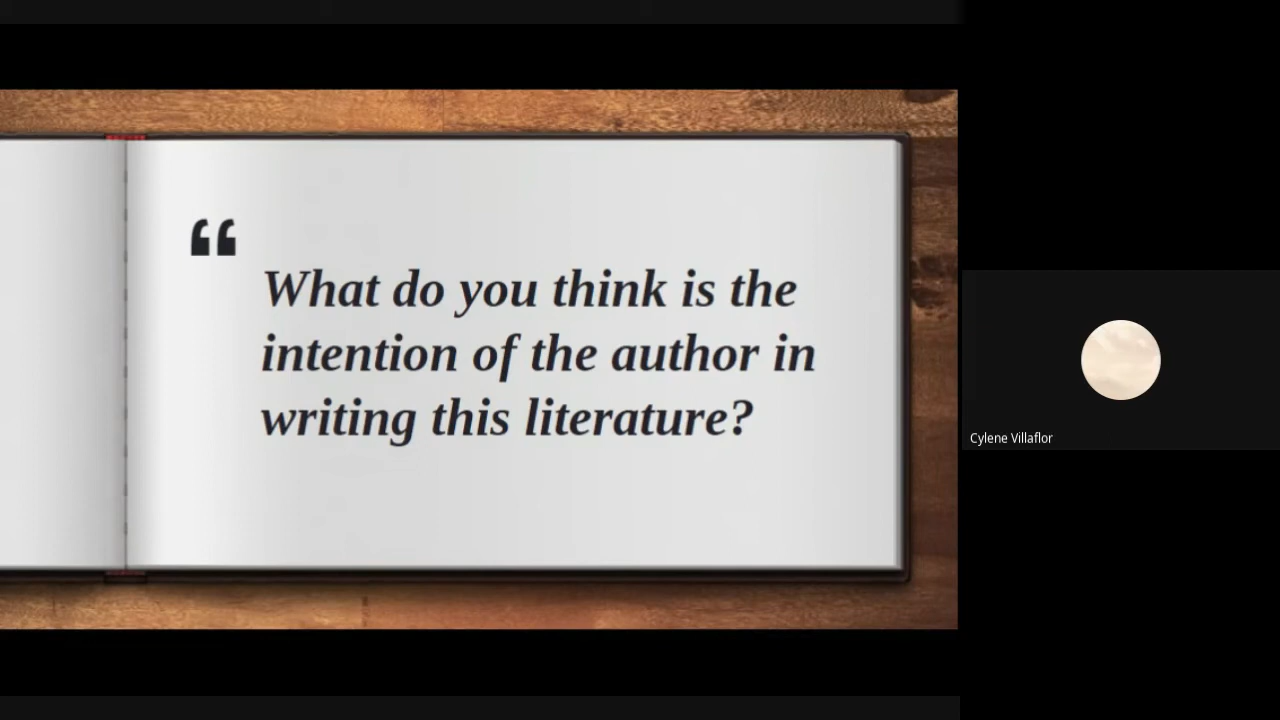 “
What do you think is the
intention of the author in
writing this literature?
Cylene Villaflor